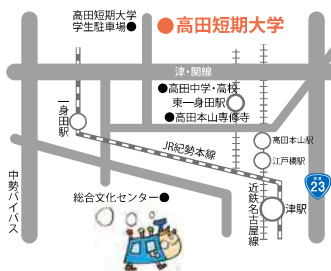 高田短期大学
学生駐車場●
●高田短期大学
津・関線
●高田中学・高校
東一身田駅
●高田本山専修寺
一身田駅
JR紀勢本線
高田本山駅
江戸橋駅
中勢バイパス
総合文化センター●
近鉄名古屋線
津駅
国道
23